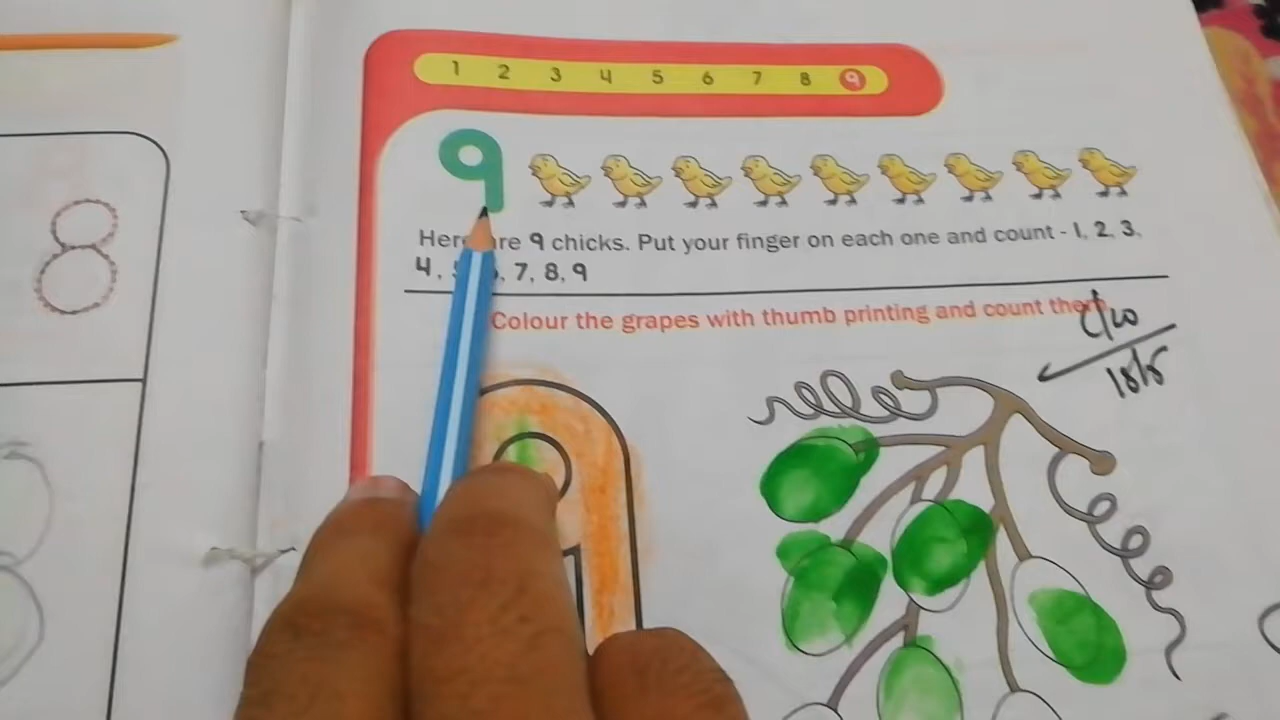 1 2 3 4 5 6 7 8 9
9
Here are 9 chicks. Put your finger on each one and count - 1, 2, 3,
4, 5, 6, 7, 8, 9
Colour the grapes with thumb printing and count them
8